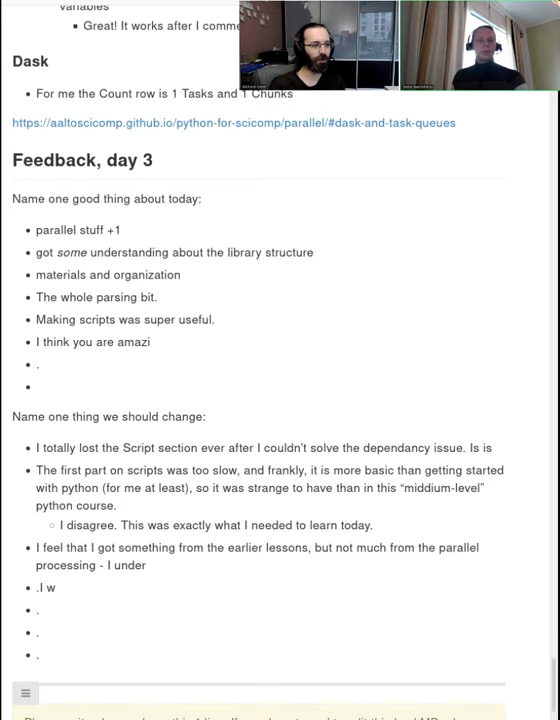 variables
Great! It works after I comme
Dask
For me the Count row is 1 Tasks and 1 Chunks
https://aaltoscicomp.github.io/python-for-scicomp/parallel/#dask-and-task-queues
Feedback, day 3
Name one good thing about today:
parallel stuff +1
got some understanding about the library structure
materials and organization
The whole parsing bit.
Making scripts was super useful.
I think you are amazi
.
Name one thing we should change:
I totally lost the Script section ever after I couldn't solve the dependancy issue. Is is
The first part on scripts was too slow, and frankly, it is more basic than getting started
with python (for me at least), so it was strange to have than in this “middium-level”
python course.
I disagree. This was exactly what I needed to learn today.
I feel that I got something from the earlier lessons, but not much from the parallel
processing - I under
.I w
.
.
.